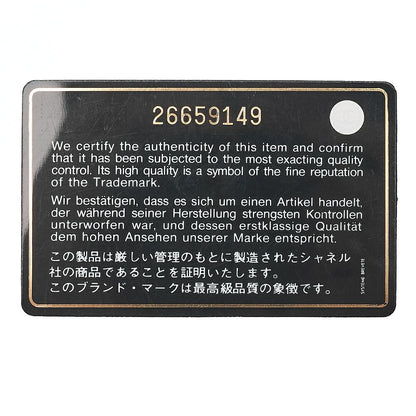 26659149
We certify the authenticity of this item and confirm
that it has been subjected to the most exacting quality
control. Its high quality is a symbol of the fine reputation
of the Trademark.
Wir bestätigen, dass es sich um einen Artikel handelt,
der während seiner Herstellung strengsten Kontrollen
unterworfen war, und dessen erstklassige Qualität
dem hohen Ansehen unserer Marke entspricht.
この製品は厳しい管理のもとに製造されたシャネル
社の商品であることを証明いたします。
このブランド・マークは最高級品質の象徴です。